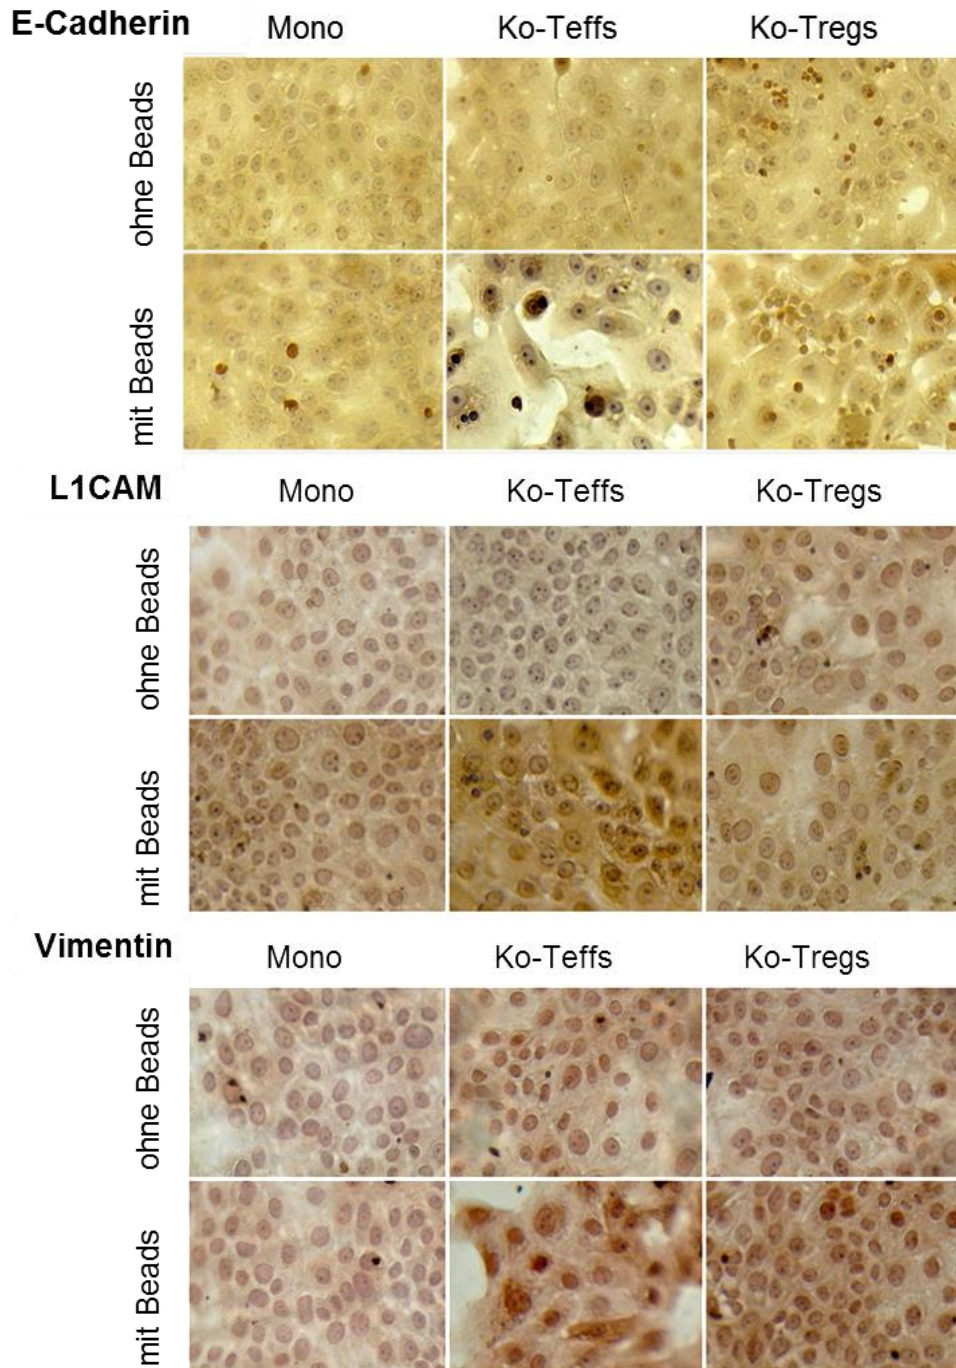 E-Cadherin Mono Ko-Teffs Ko-Tregs
ohne Beads
mit Beads
L1CAM Mono Ko-Teffs Ko-Tregs
ohne Beads
mit Beads
Vimentin Mono Ko-Teffs Ko-Tregs
ohne Beads
mit Beads